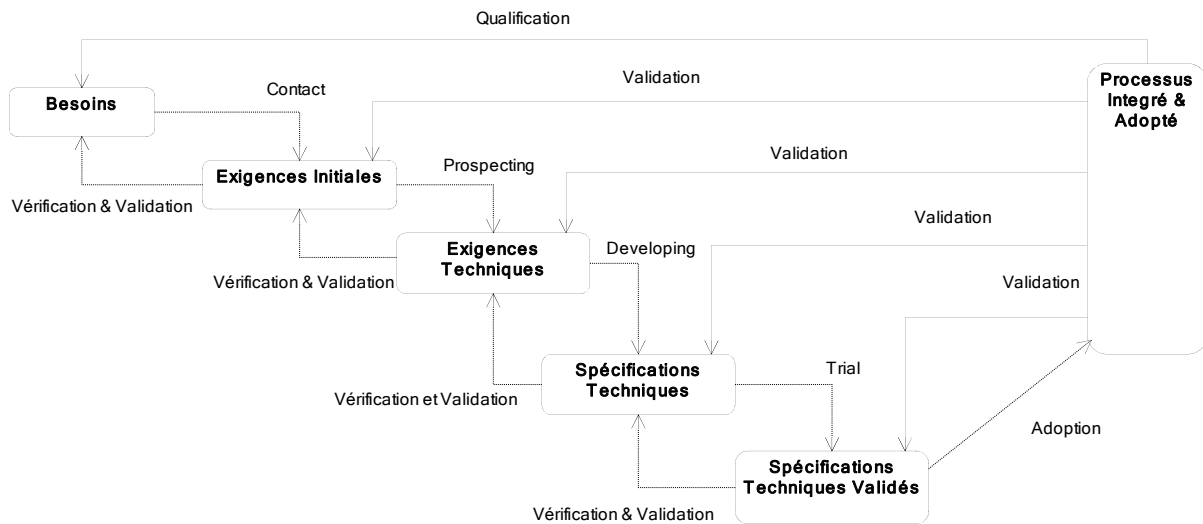 Qualification
Processus
Integré &
Adopté
Validation
Besoins
Contact
Validation
Exigences Initiales
Prospecting
Vérification & Validation
Validation
Exigences
Techniques
Developing
Vérification & Validation
Validation
Spécifications
Techniques
Trial
Vérification et Validation
Adoption
Spécifications
Techniques Validés
Vérification & Validation